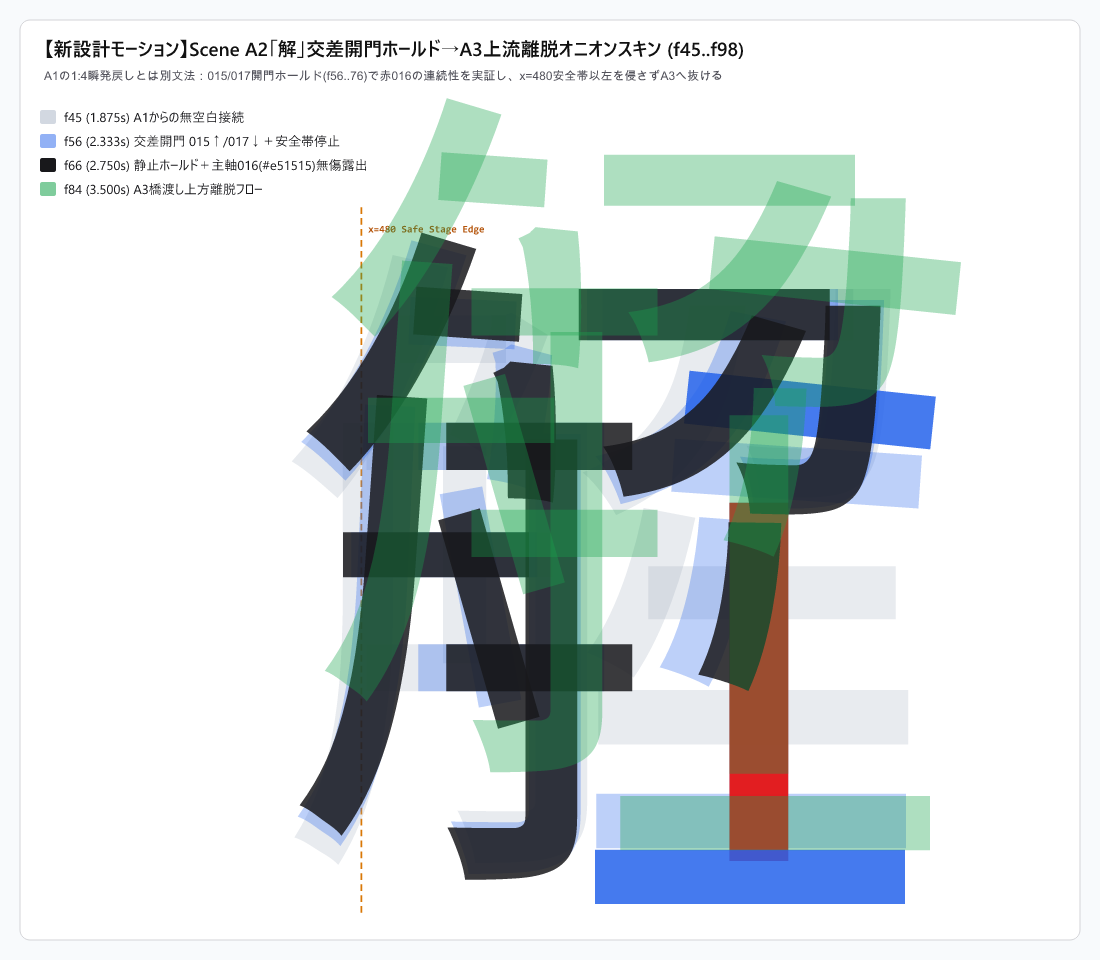 【新設計モーション】Scene A2「解」交差開門ホールド→A3上流離脱オニオンスキン (f45..f98)
A1の1:4瞬発戻しとは別文法：015/017開門ホールド(f56..76)で赤016の連続性を実証し、x=480安全帯以左を侵さずA3へ抜ける
f45 (1.875s) A1からの無空白接続
f56 (2.333s) 交差開門 015↑/017↓＋安全帯停止
f66 (2.750s) 静止ホールド＋主軸016(#e51515)無傷露出
f84 (3.500s) A3橋渡し上方離脱フロー
x=480 Safe Stage Edge